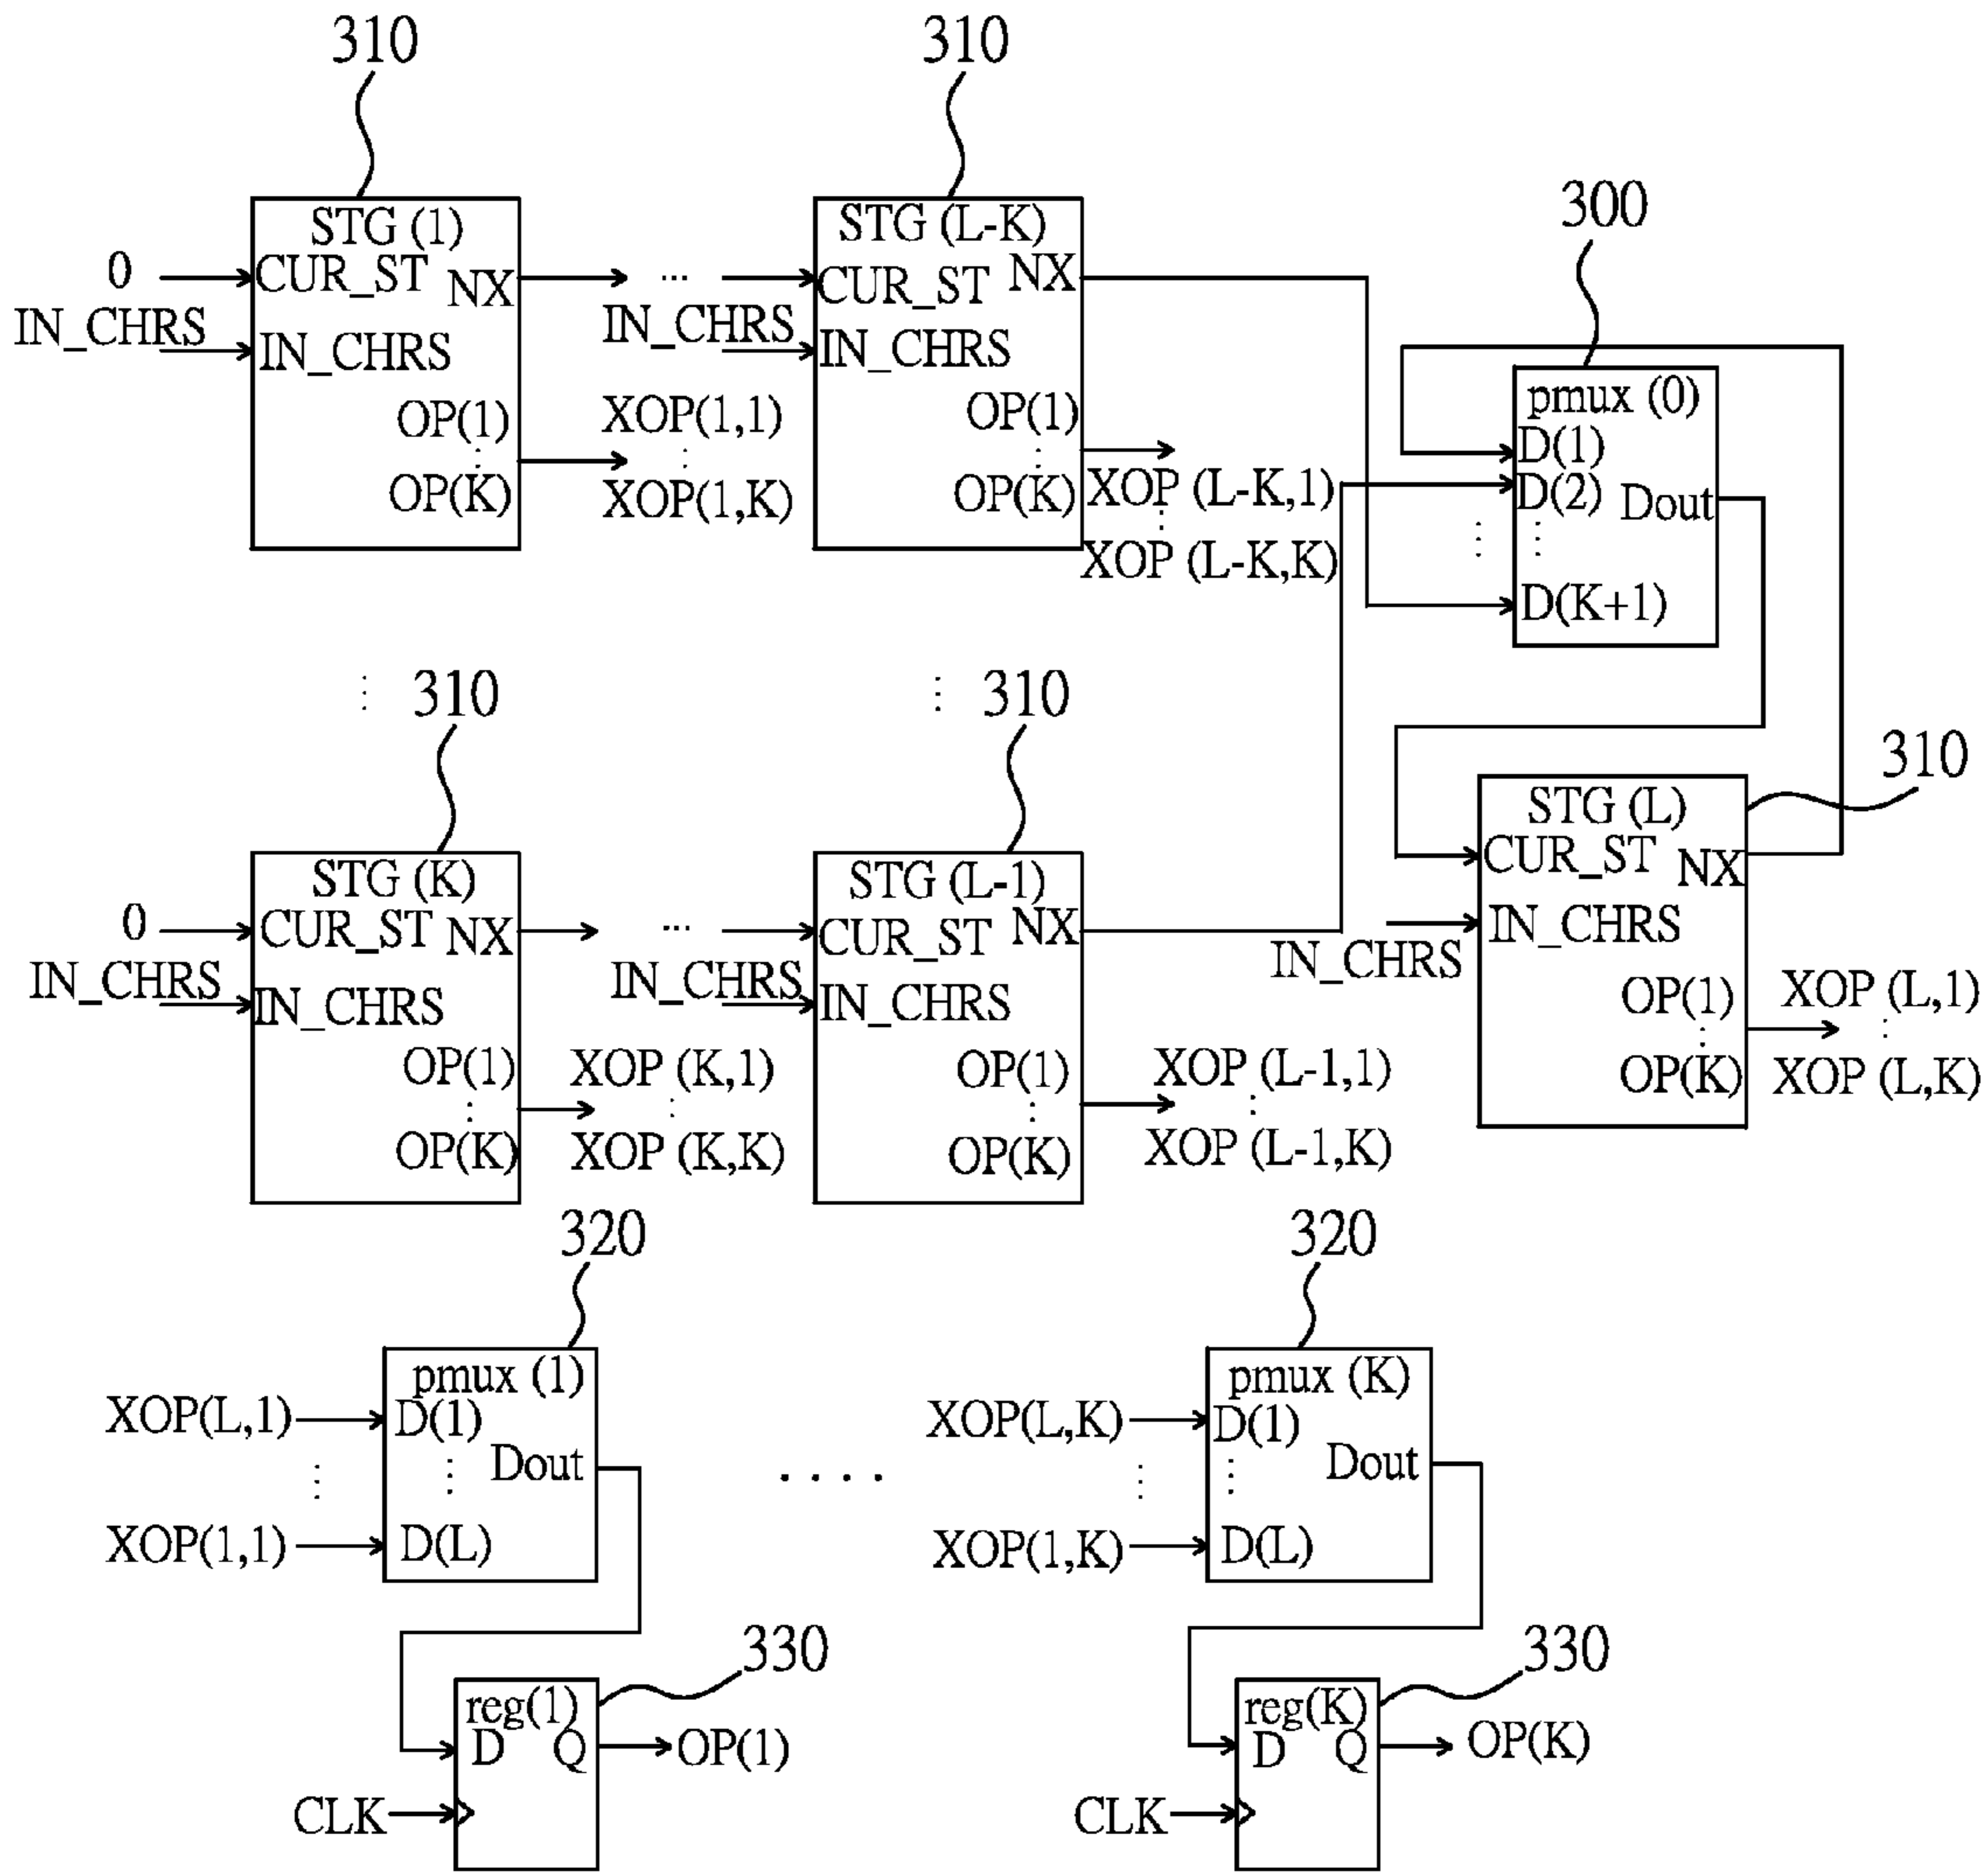 310
310
STG (1)
0
CUR_ST
NX
IN_CHRS
IN_CHRS
OP(1)
⋮
OP(K)
XOP(1,1)
⋮
XOP(1,K)
...
STG (L-K)
CUR_ST
NX
IN_CHRS
IN_CHRS
OP(1)
⋮
OP(K)
XOP (L-K,1)
⋮
XOP (L-K,K)
300
pmux (0)
D(1)
D(2)
Dout
⋮ ⋮
D(K+1)
⋮
310
⋮
310
STG (K)
0
CUR_ST
NX
IN_CHRS
IN_CHRS
OP(1)
⋮
OP(K)
XOP (K,1)
⋮
XOP (K,K)
...
STG (L-1)
CUR_ST
NX
IN_CHRS
IN_CHRS
OP(1)
⋮
OP(K)
XOP (L-1,1)
⋮
XOP (L-1,K)
310
STG (L)
CUR_ST
NX
IN_CHRS
IN_CHRS
OP(1)
⋮
OP(K)
XOP (L,1)
⋮
XOP (L,K)
320
pmux (1)
XOP(L,1)
D(1)
⋮ ⋮
Dout
XOP(1,1)
D(L)
. . . .
320
pmux (K)
XOP(L,K)
D(1)
⋮ ⋮
Dout
XOP(1,K)
D(L)
330
reg(1)
D Q
OP(1)
CLK
330
reg(K)
D Q
OP(K)
CLK